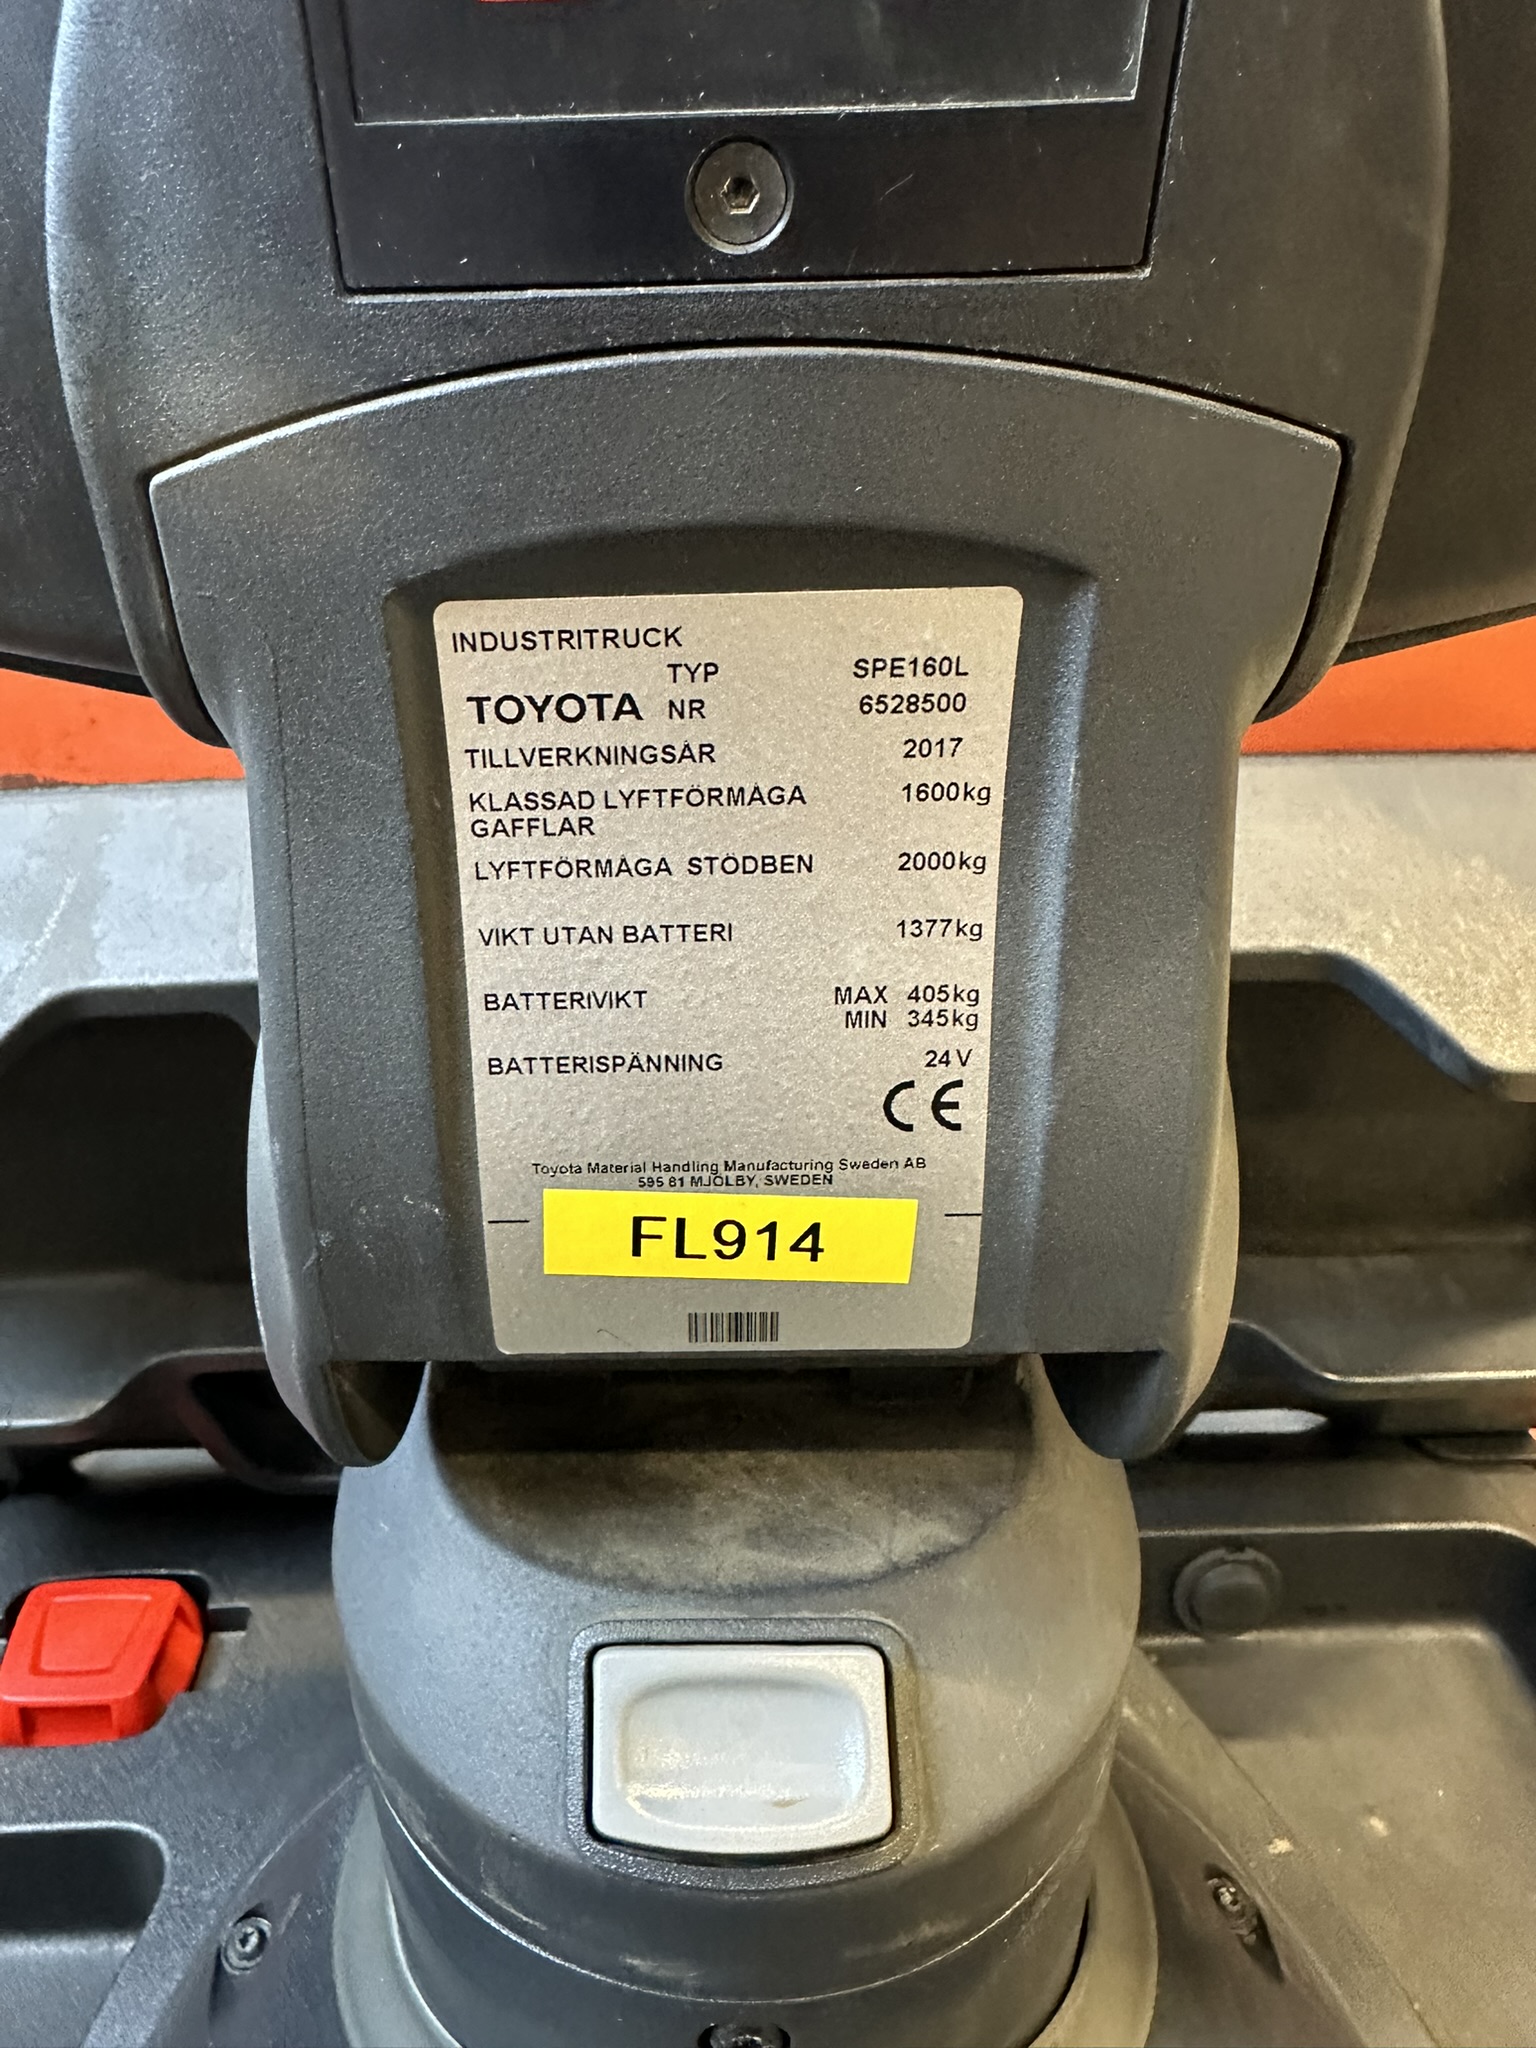 INDUSTRITRUCK
TYP SPE160L
TOYOTA NR 6528500
TILLVERKNINGSÅR 2017
KLASSAD LYFTFÖRMÅGA 1600kg
GAFFLAR
LYFTFÖRMÅGA STÖDBEN 2000kg
VIKT UTAN BATTERI 1377kg
BATTERIVIKT MAX 405kg
MIN 345kg
BATTERISPÄNNING 24V
CE
Toyota Material Handling Manufacturing Sweden AB
595 81 MJÖLBY, SWEDEN
FL914